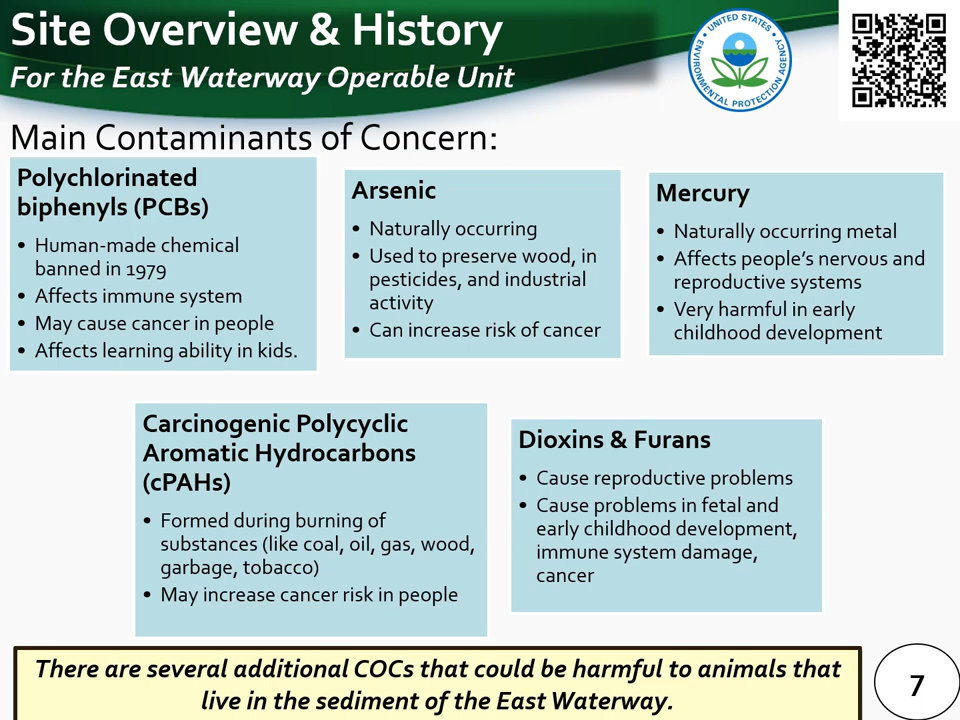 Site Overview & History
For the East Waterway Operable Unit
UNITED STATES
ENVIRONMENTAL PROTECTION AGENCY
Main Contaminants of Concern:
Polychlorinated
biphenyls (PCBs)
• Human-made chemical
banned in 1979
• Affects immune system
• May cause cancer in people
• Affects learning ability in kids.
Arsenic
• Naturally occurring
• Used to preserve wood, in
pesticides, and industrial
activity
• Can increase risk of cancer
Mercury
• Naturally occurring metal
• Affects people’s nervous and
reproductive systems
• Very harmful in early
childhood development
Carcinogenic Polycyclic
Aromatic Hydrocarbons
(cPAHs)
• Formed during burning of
substances (like coal, oil, gas, wood,
garbage, tobacco)
• May increase cancer risk in people
Dioxins & Furans
• Cause reproductive problems
• Cause problems in fetal and
early childhood development,
immune system damage,
cancer
There are several additional COCs that could be harmful to animals that
live in the sediment of the East Waterway.
7